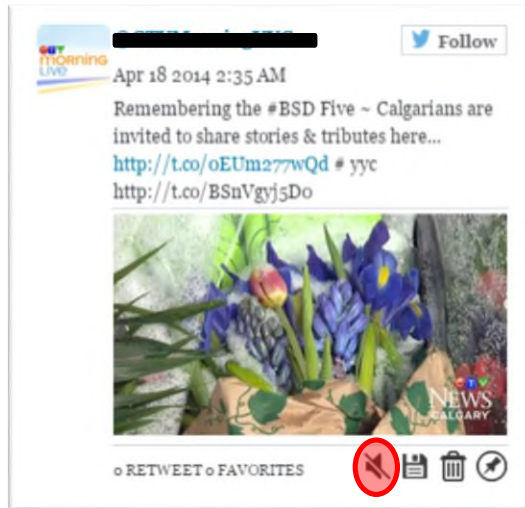 CTV
MORNING
LIVE
Follow
Apr 18 2014 2:35 AM
Remembering the #BSD Five ~ Calgarians are
invited to share stories & tributes here...
http://t.co/0EUm277wQd # yyc
http://t.co/BSnVgyj5Do
CTV
NEWS
CALGARY
0 RETWEET 0 FAVORITES